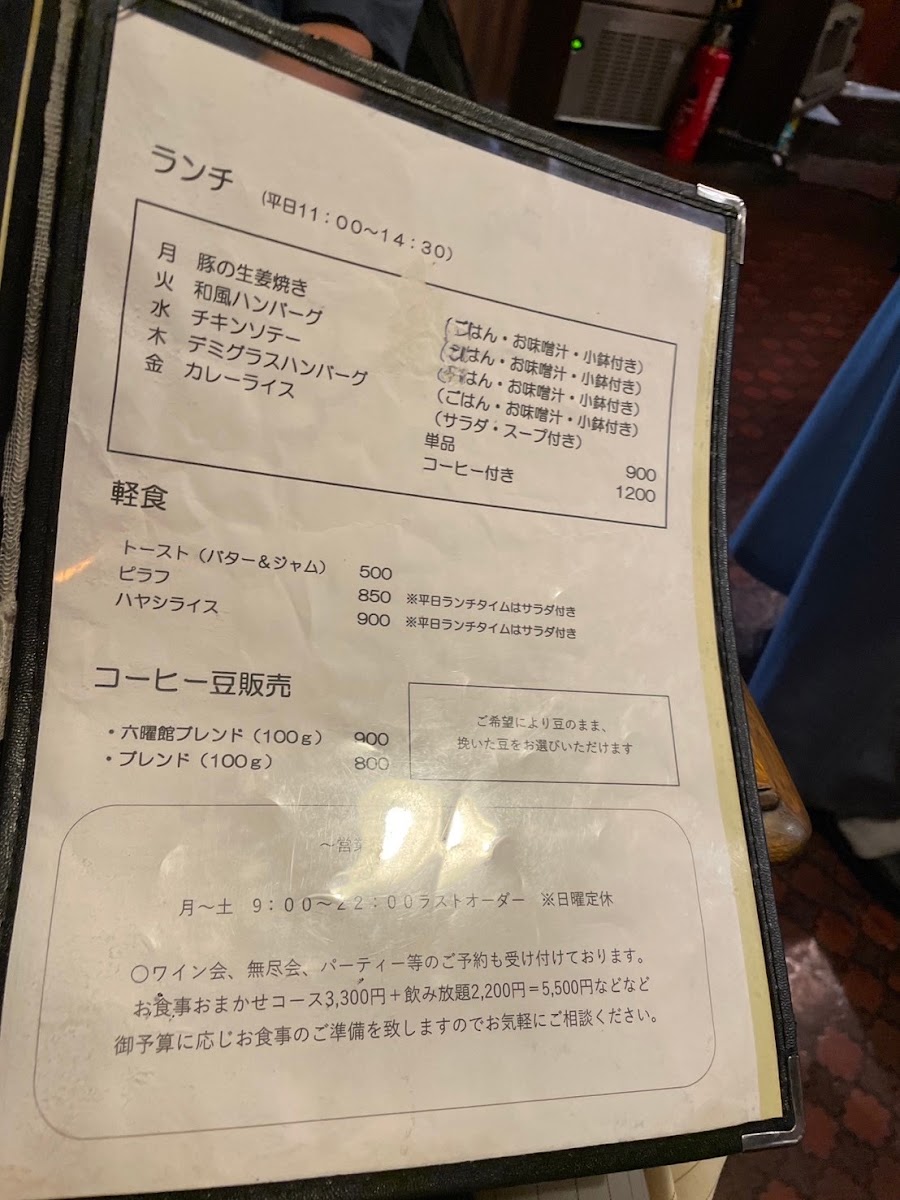 ランチ (平日11:00～14:30)
月 豚の生姜焼き (ごはん・お味噌汁・小鉢付き)
火 和風ハンバーグ (ごはん・お味噌汁・小鉢付き)
水 チキンソテー (ごはん・お味噌汁・小鉢付き)
木 デミグラスハンバーグ (ごはん・お味噌汁・小鉢付き)
金 カレーライス (サラダ・スープ付き)
単品 900
コーヒー付き 1200
軽食
トースト（バター＆ジャム） 500
ピラフ 850 ※平日ランチタイムはサラダ付き
ハヤシライス 900 ※平日ランチタイムはサラダ付き
コーヒー豆販売
・六曜館ブレンド（100ｇ） 900
・ブレンド（100ｇ） 800
ご希望により豆のまま、
挽いた豆をお選びいただけます
～営業
月～土 9：00～22：00ラストオーダー ※日曜定休
○ワイン会、無尽会、パーティー等のご予約も受け付けております。
お食事おまかせコース3,300円＋飲み放題2,200円＝5,500円などなど
御予算に応じお食事のご準備を致しますのでお気軽にご相談ください。